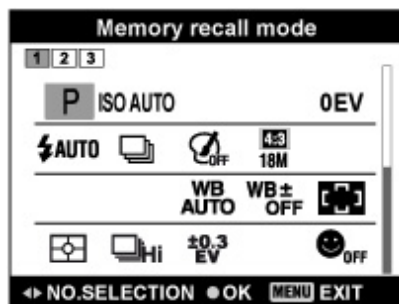 Memory recall mode
1 2 3
P ISO AUTO 0EV
AUTO OFF 4:3 18M
WB AUTO WB± OFF
Hi ±0.3 EV OFF
NO.SELECTION OK MENU EXIT